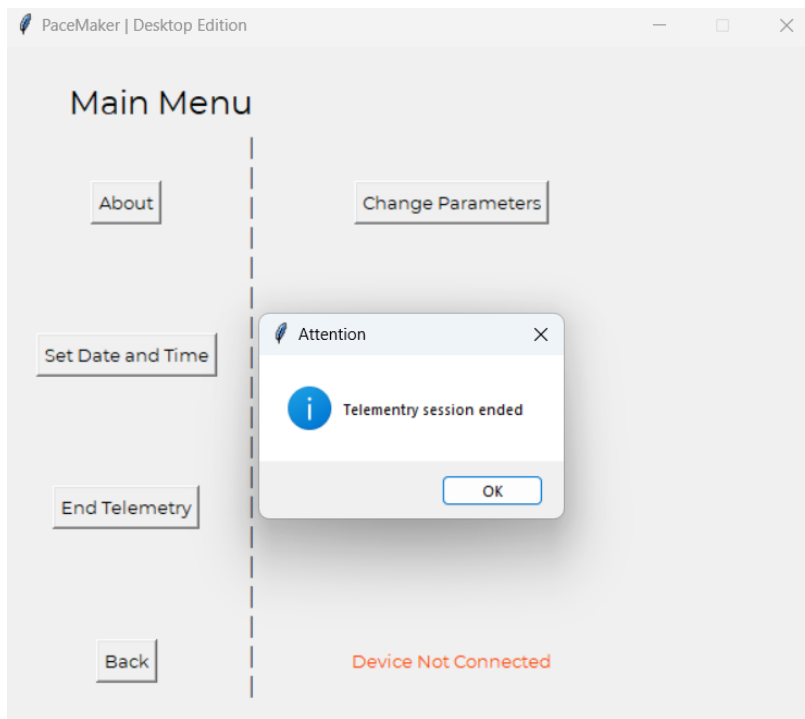 PaceMaker | Desktop Edition
Main Menu
About
Change Parameters
Attention
Set Date and Time
Telementry session ended
OK
End Telemetry
Back
Device Not Connected